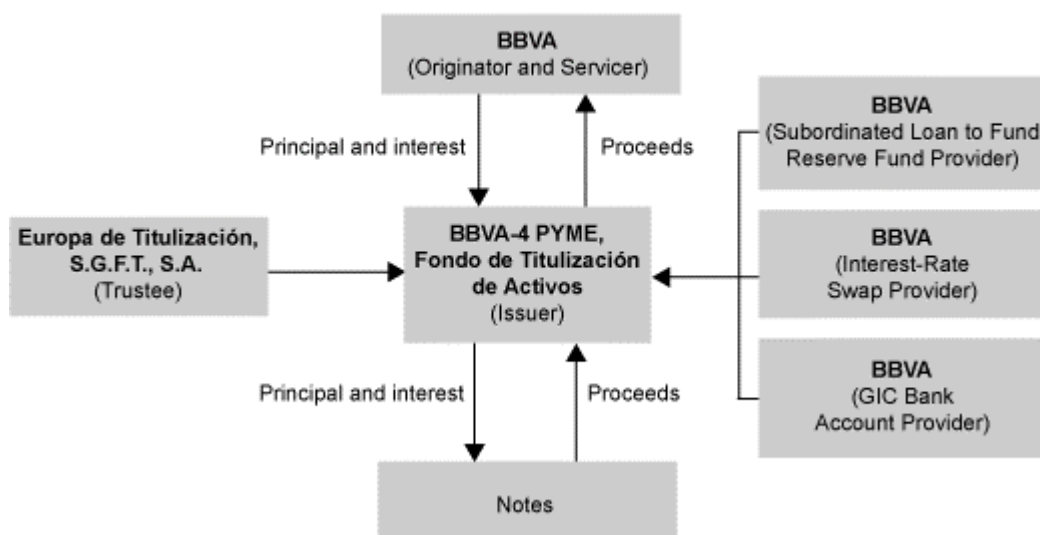 BBVA
(Originator and Servicer)
Principal and interest
Proceeds
BBVA
(Subordinated Loan to Fund
Reserve Fund Provider)
Europa de Titulización,
S.G.F.T., S.A.
(Trustee)
BBVA-4 PYME,
Fondo de Titulización
de Activos
(Issuer)
BBVA
(Interest-Rate
Swap Provider)
Principal and interest
Proceeds
BBVA
(GIC Bank
Account Provider)
Notes